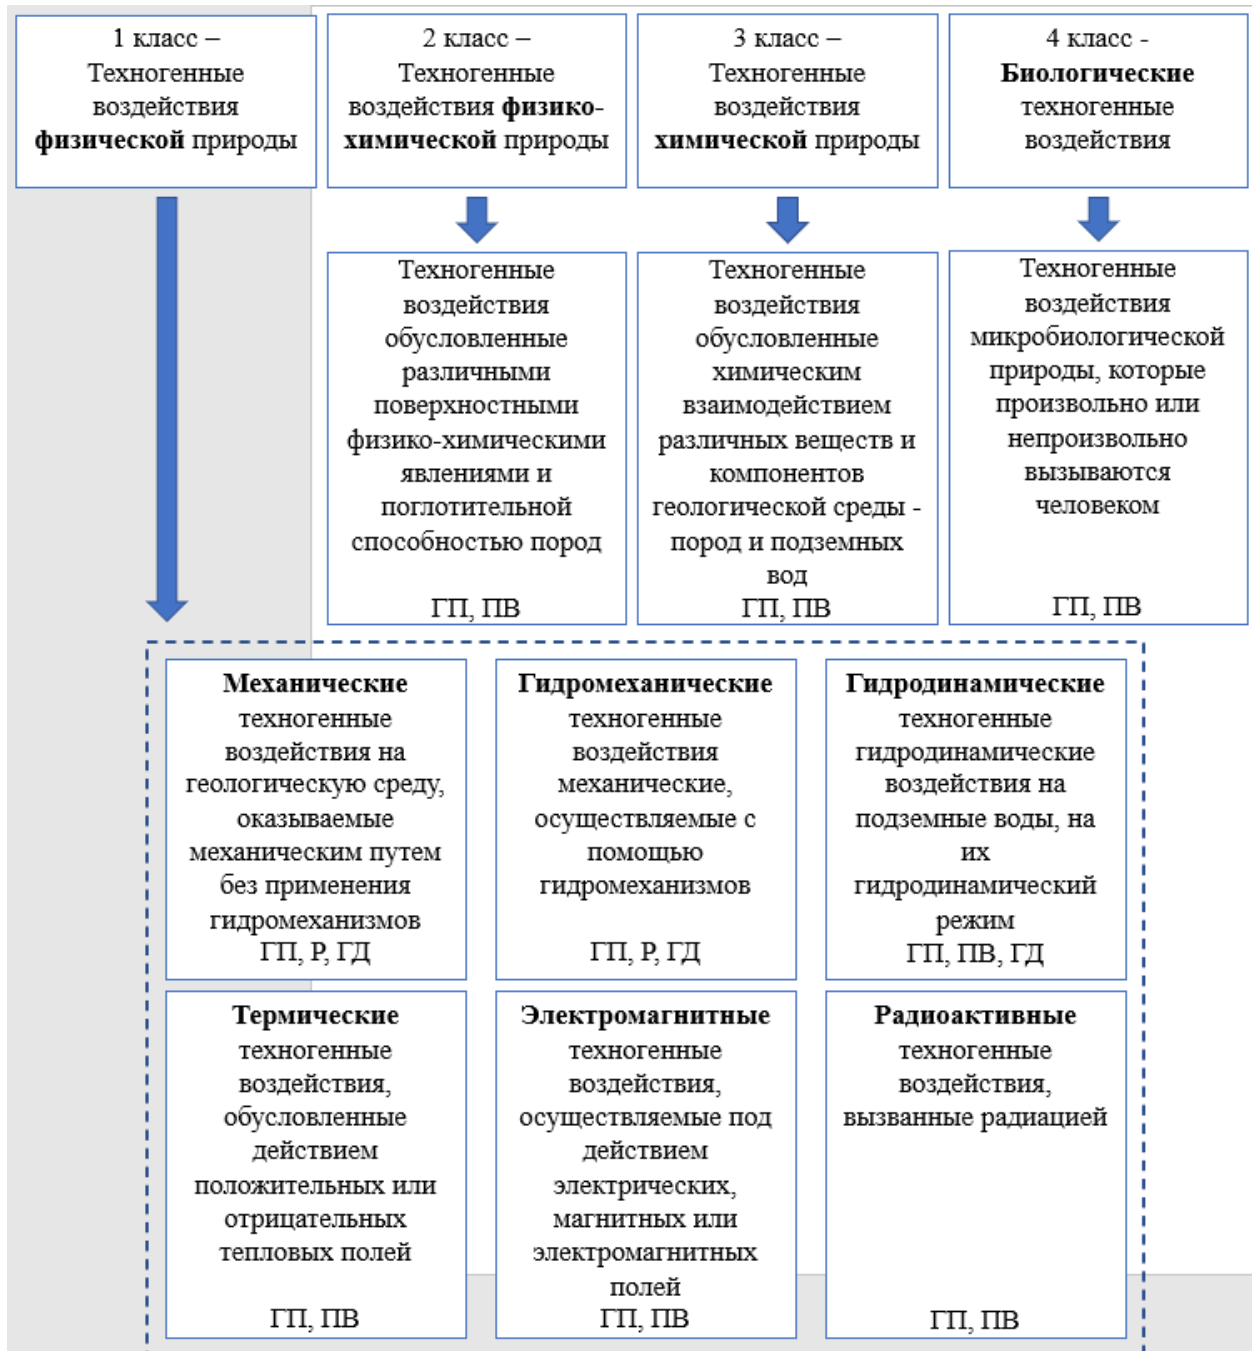 1 класс –
Техногенные
воздействия
физической природы
2 класс –
Техногенные
воздействия физико-
химической природы
3 класс –
Техногенные
воздействия
химической природы
4 класс -
Биологические
техногенные
воздействия
Техногенные
воздействия
обусловленные
различными
поверхностными
физико-химическими
явлениями и
поглотительной
способностью пород
ГП, ПВ
Техногенные
воздействия
обусловленные
химическим
взаимодействием
различных веществ и
компонентов
геологической среды -
пород и подземных
вод
ГП, ПВ
Техногенные
воздействия
микробиологической
природы, которые
произвольно или
непроизвольно
вызываются
человеком
ГП, ПВ
Механические
техногенные
воздействия на
геологическую среду,
оказываемые
механическим путем
без применения
гидромеханизмов
ГП, Р, ГД
Гидромеханические
техногенные
воздействия
механические,
осуществляемые с
помощью
гидромеханизмов
ГП, Р, ГД
Гидродинамические
техногенные
гидродинамические
воздействия на
подземные воды, на
их
гидродинамический
режим
ГП, ПВ, ГД
Термические
техногенные
воздействия,
обусловленные
действием
положительных или
отрицательных
тепловых полей
ГП, ПВ
Электромагнитные
техногенные
воздействия,
осуществляемые под
действием
электрических,
магнитных или
электромагнитных
полей
ГП, ПВ
Радиоактивные
техногенные
воздействия,
вызванные радиацией
ГП, ПВ